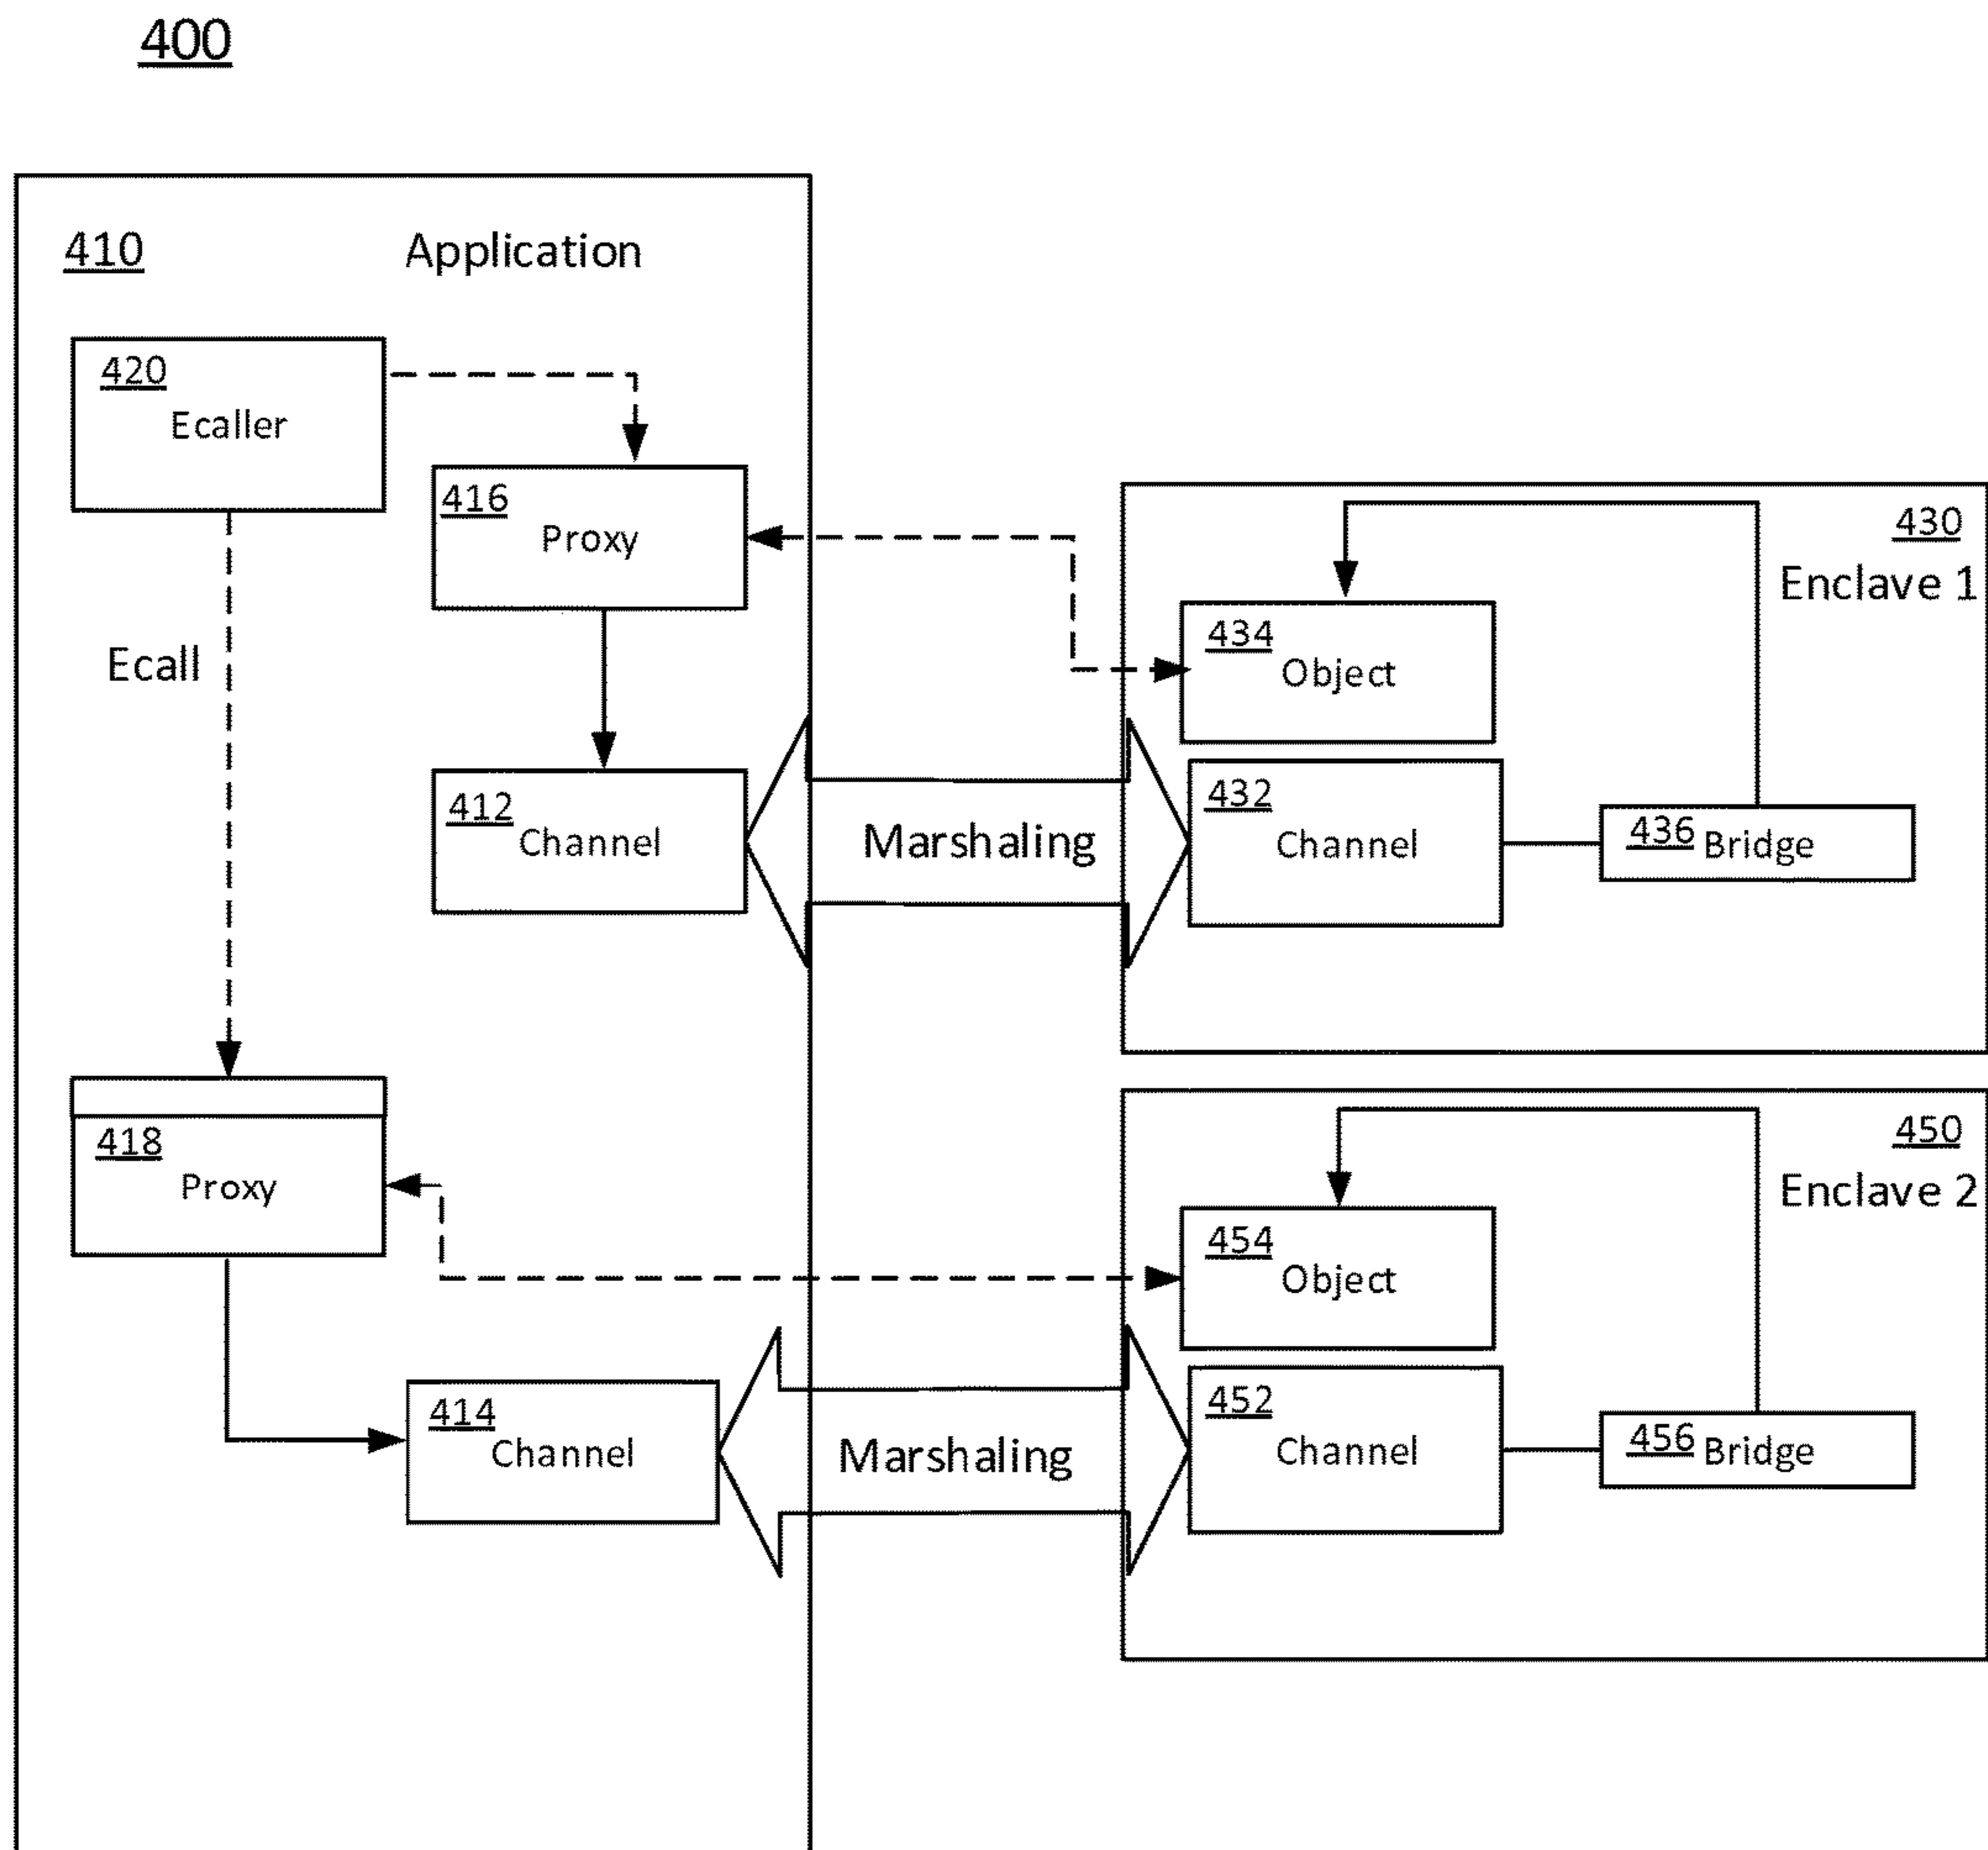 400
410
Application
420
Ecaller
416
Proxy
Ecall
412
Channel
418
Proxy
414
Channel
Marshaling
Marshaling
430
Enclave 1
434
Object
432
Channel
436 Bridge
450
Enclave 2
454
Object
452
Channel
456 Bridge